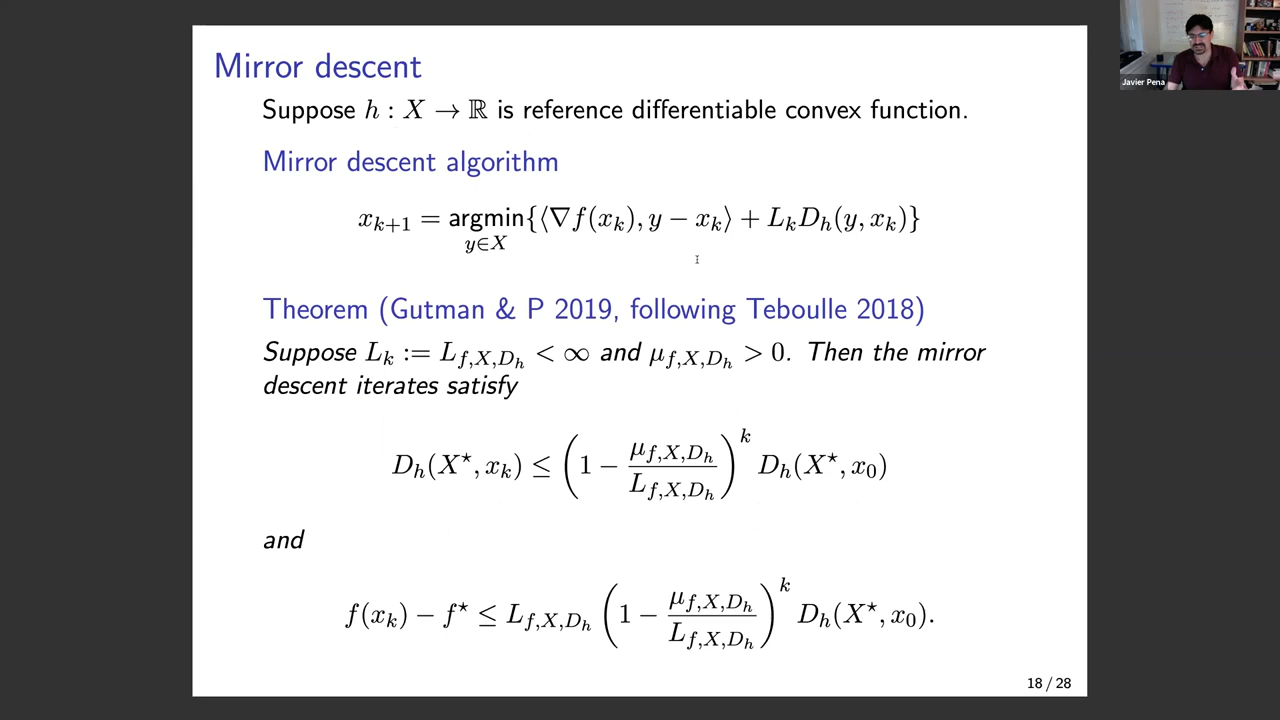 Mirror descent
Suppose h : X → ℝ is reference differentiable convex function.
Mirror descent algorithm
x_{k+1} = argmin_{y∈X} {⟨∇f(x_k), y − x_k⟩ + L_k D_h(y, x_k)}
Theorem (Gutman & P 2019, following Teboulle 2018)
Suppose L_k := L_{f,X,D_h} < ∞ and μ_{f,X,D_h} > 0. Then the mirror
descent iterates satisfy
D_h(X⋆, x_k) ≤ (1 − μ_{f,X,D_h} / L_{f,X,D_h})^k D_h(X⋆, x_0)
and
f(x_k) − f⋆ ≤ L_{f,X,D_h} (1 − μ_{f,X,D_h} / L_{f,X,D_h})^k D_h(X⋆, x_0).
18 / 28
Javier Pena